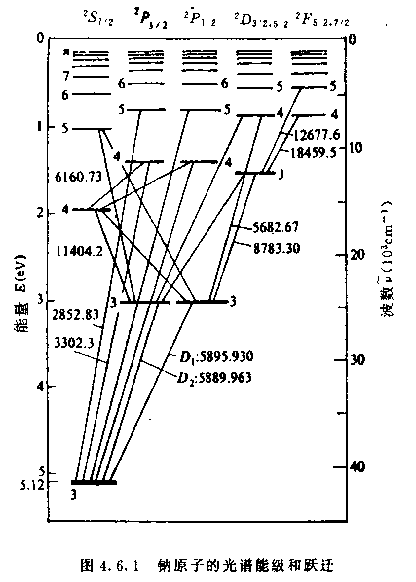 ²S₁/₂ ²P₃/₂ ²P₁/₂ ²D₃/₂,₅/₂ ²F₅/₂,₇/₂
0 0
7
6 6 6 5 5
5 5 5 4 4
1
12677.6
18459.5
4 4
10
6160.73
3
2 4
5682.67
8783.30
11404.2
20
3 3 3
2852.83
3302.3
D₁:5895.930
D₂:5889.963
30
4
5
5.12
3
40
能量 E(eV)
波数 ν̃(10³cm⁻¹)
图 4.6.1 钠原子的光谱能级和跃迁